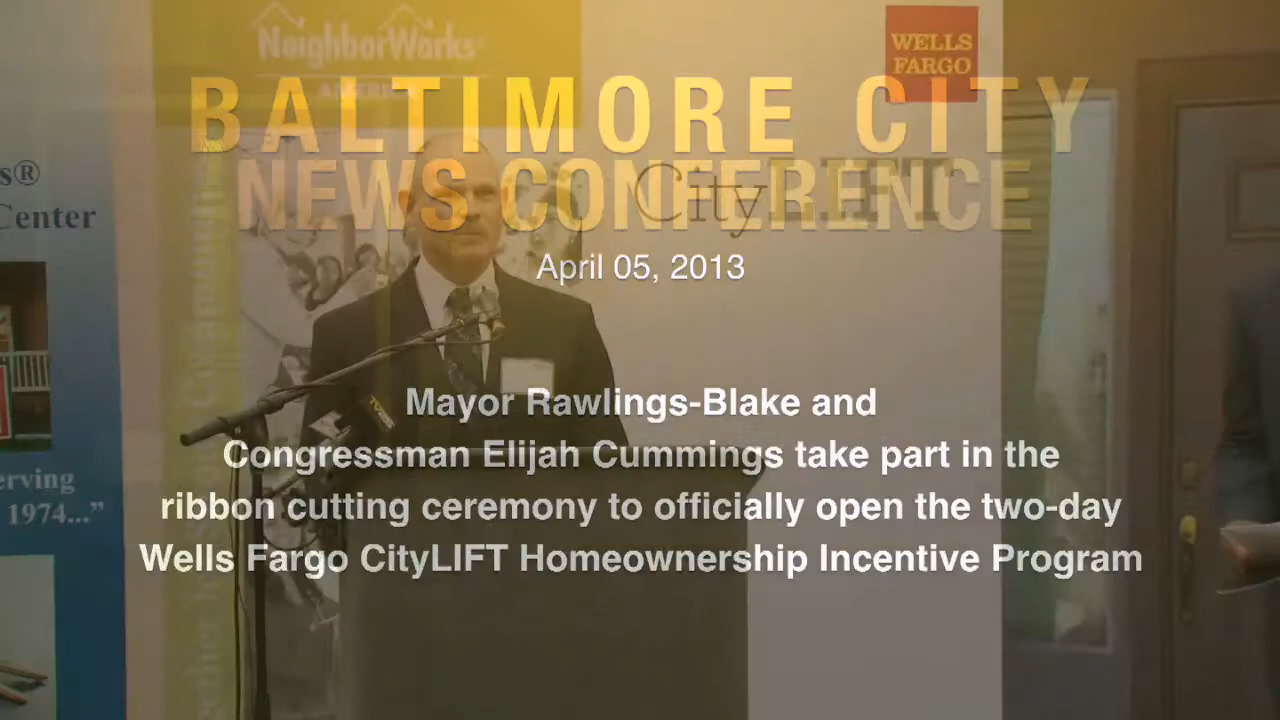 NeighborWorks®
AMERICA
WELLS
FARGO
BALTIMORE CITY
NEWS CONFERENCE
CityLIFT
s®
Center
April 05, 2013
Mayor Rawlings-Blake and
Congressman Elijah Cummings take part in the
ribbon cutting ceremony to officially open the two-day
Wells Fargo CityLIFT Homeownership Incentive Program
erving
1974...”